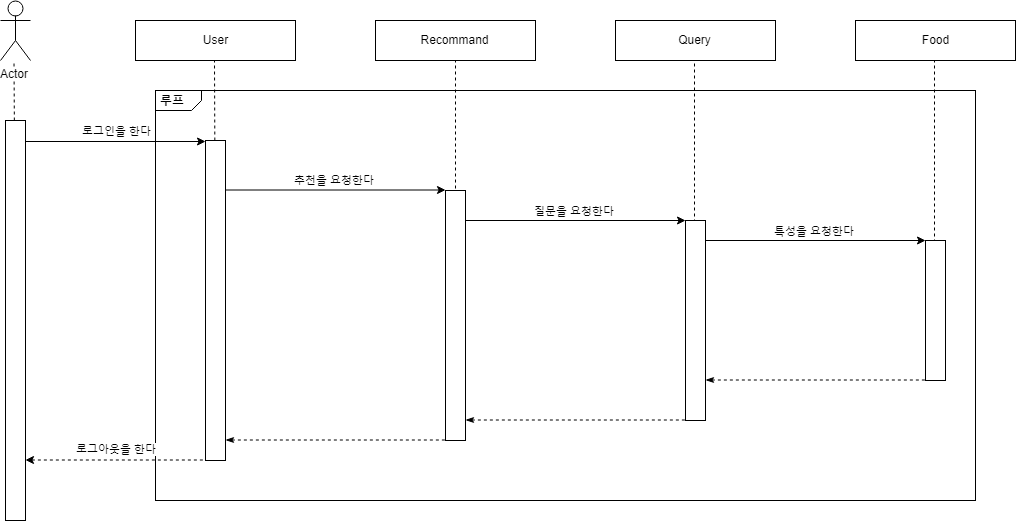 User
Recommand
Query
Food
Actor
루프
로그인을 한다
추천을 요청한다
질문을 요청한다
특성을 요청한다
로그아웃을 한다